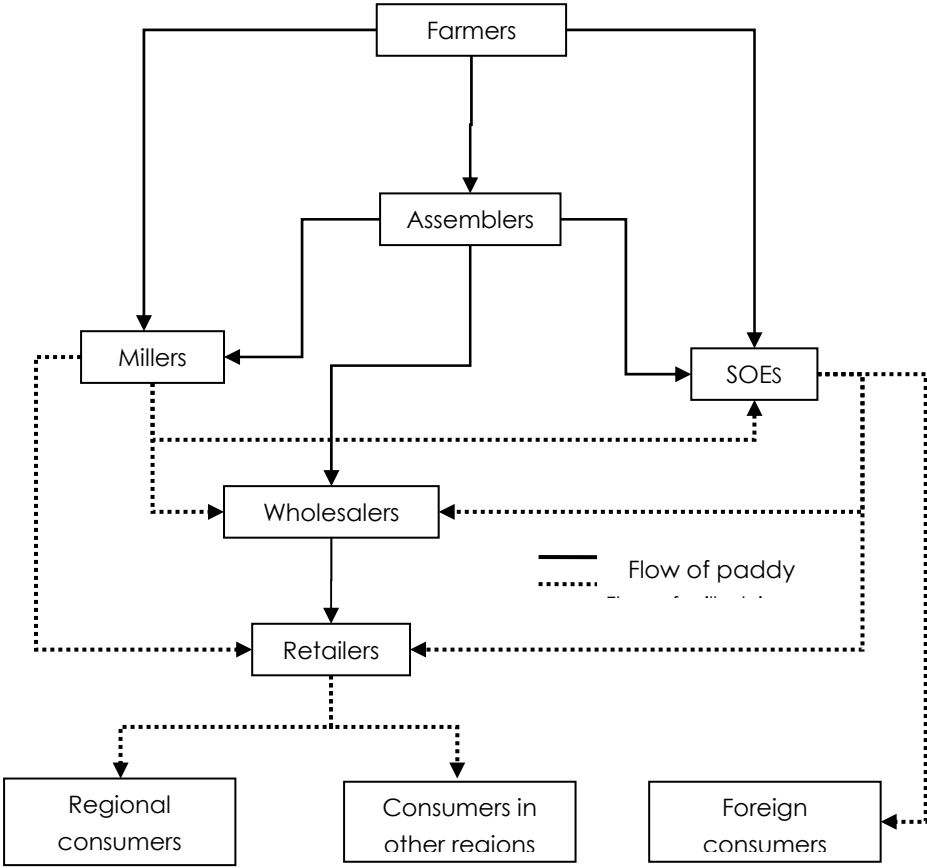 Farmers
Assemblers
Millers
SOEs
Wholesalers
Flow of paddy
Retailers
Regional
consumers
Consumers in
other regions
Foreign
consumers